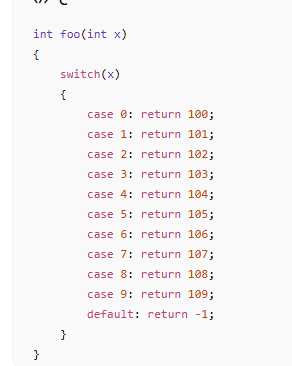 int foo(int x)
{
    switch(x)
    {
        case 0: return 100;
        case 1: return 101;
        case 2: return 102;
        case 3: return 103;
        case 4: return 104;
        case 5: return 105;
        case 6: return 106;
        case 7: return 107;
        case 8: return 108;
        case 9: return 109;
        default: return -1;
    }
}